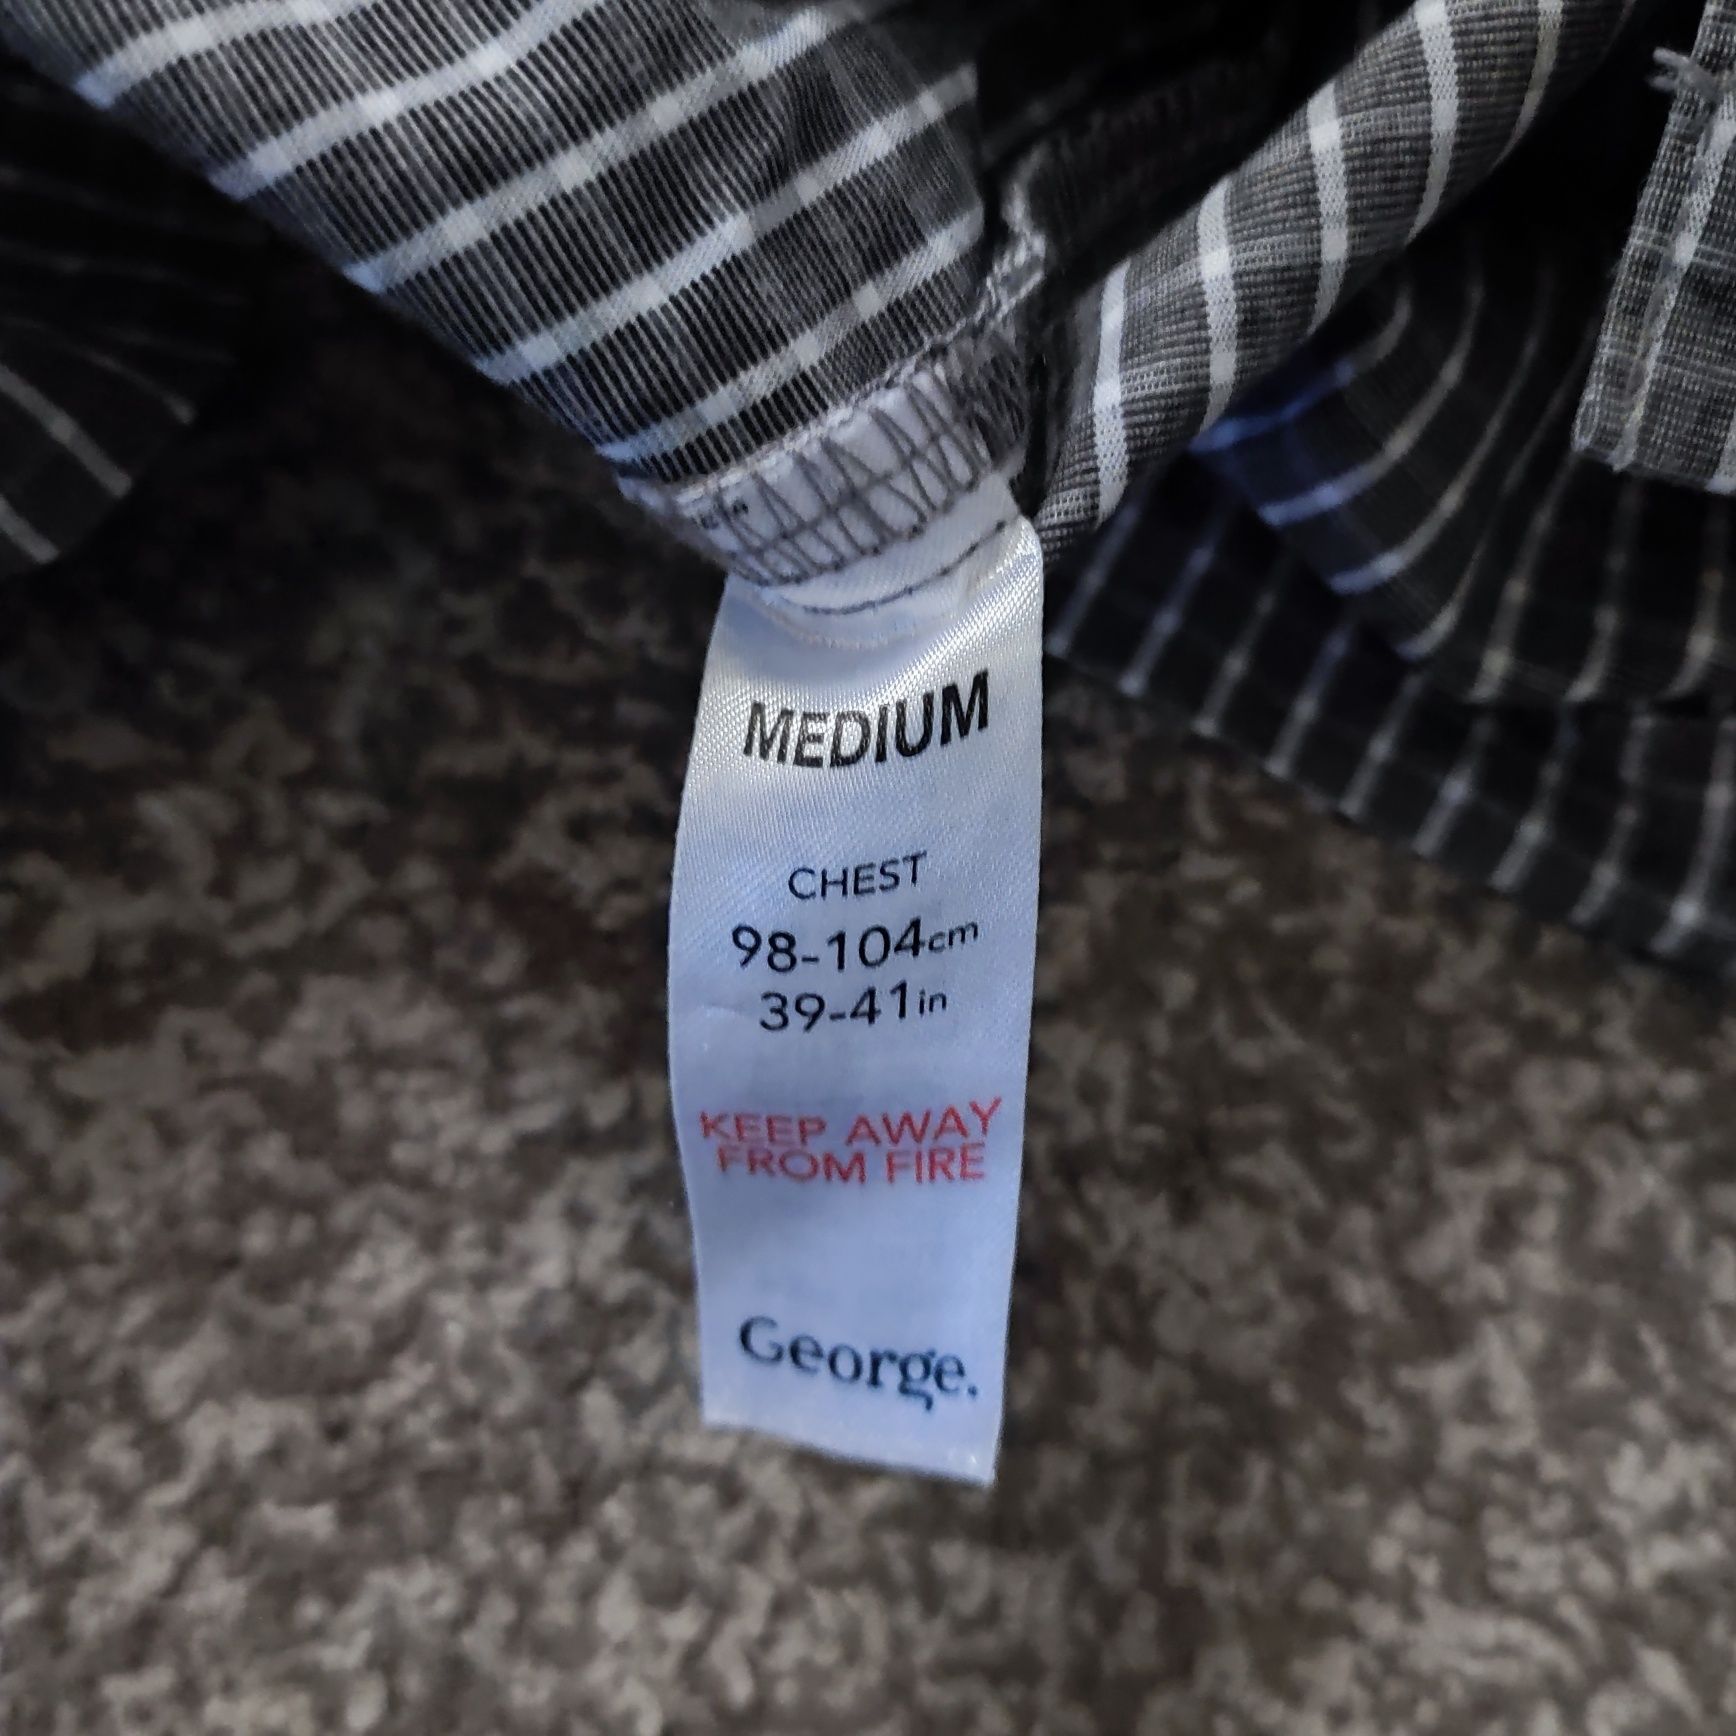 MEDIUM
CHEST
98-104cm
39-41in
KEEP AWAY
FROM FIRE
George.